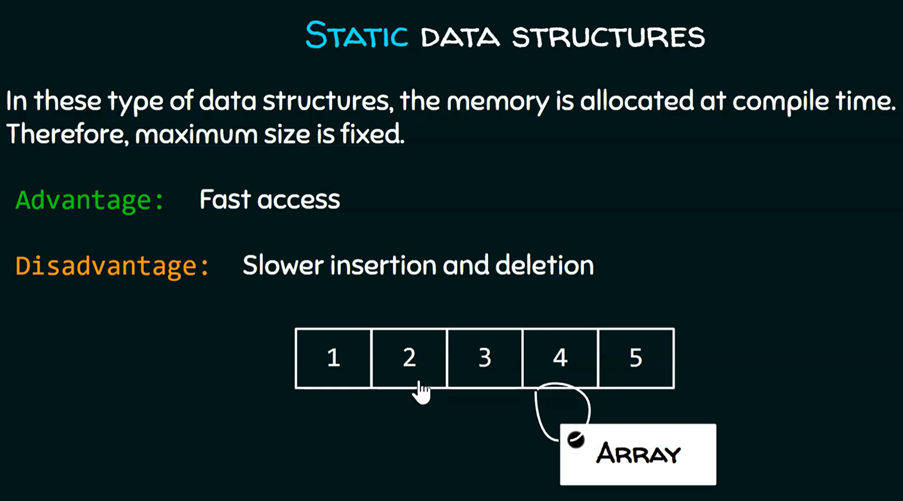 Static data structures
In these type of data structures, the memory is allocated at compile time.
Therefore, maximum size is fixed.
Advantage: Fast access
Disadvantage: Slower insertion and deletion
1 2 3 4 5
Array